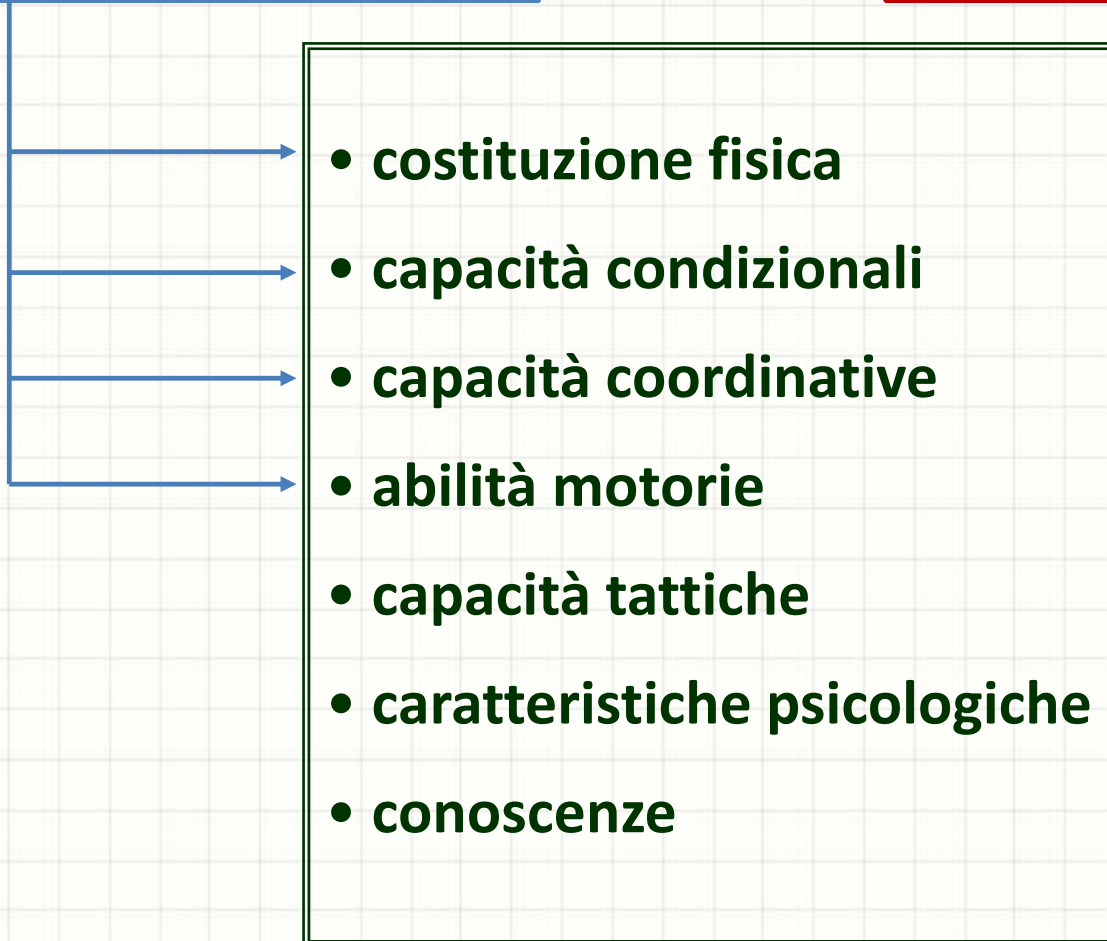 • costituzione fisica
• capacità condizionali
• capacità coordinative
• abilità motorie
• capacità tattiche
• caratteristiche psicologiche
• conoscenze